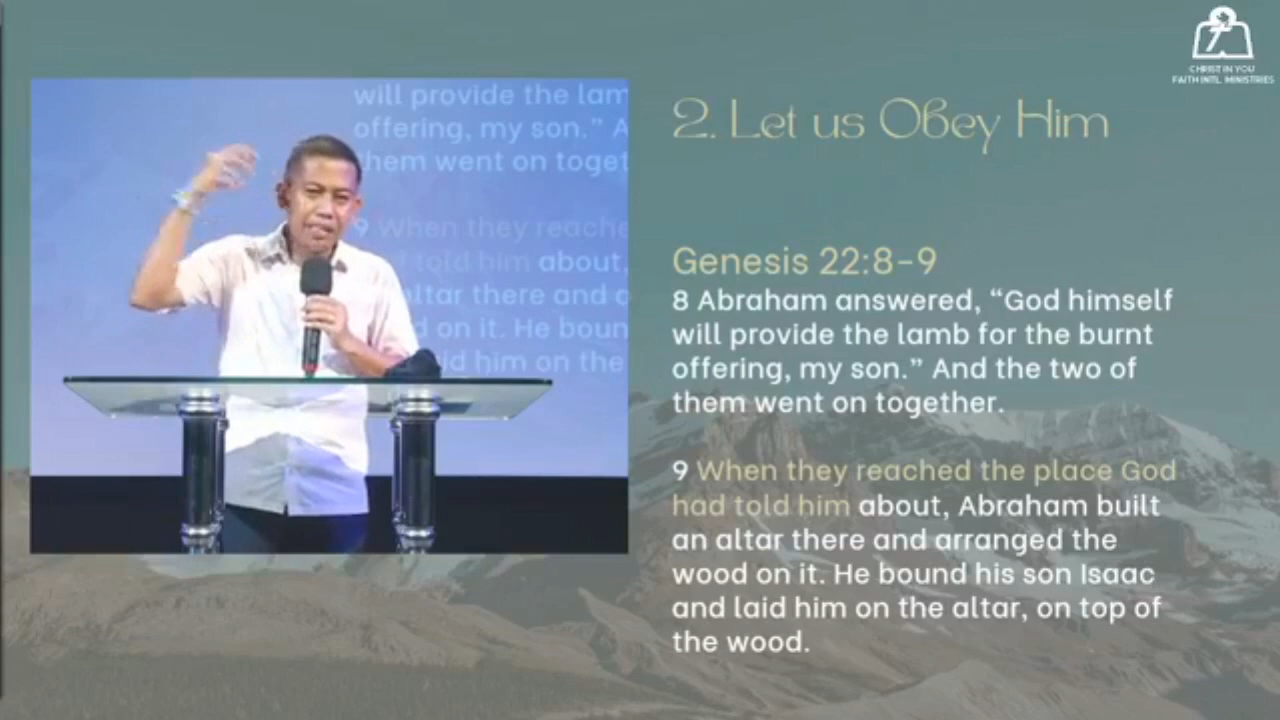 CHRIST IN YOU
FAITH INTL. MINISTRIES
2. Let us Obey Him
Genesis 22:8-9
8 Abraham answered, “God himself
will provide the lamb for the burnt
offering, my son.” And the two of
them went on together.
9 When they reached the place God
had told him about, Abraham built
an altar there and arranged the
wood on it. He bound his son Isaac
and laid him on the altar, on top of
the wood.
will provide the lam
offering, my son.” A
them went on toget
9 When they reache
told him about,
altar there and a
on it. He boun
him on the